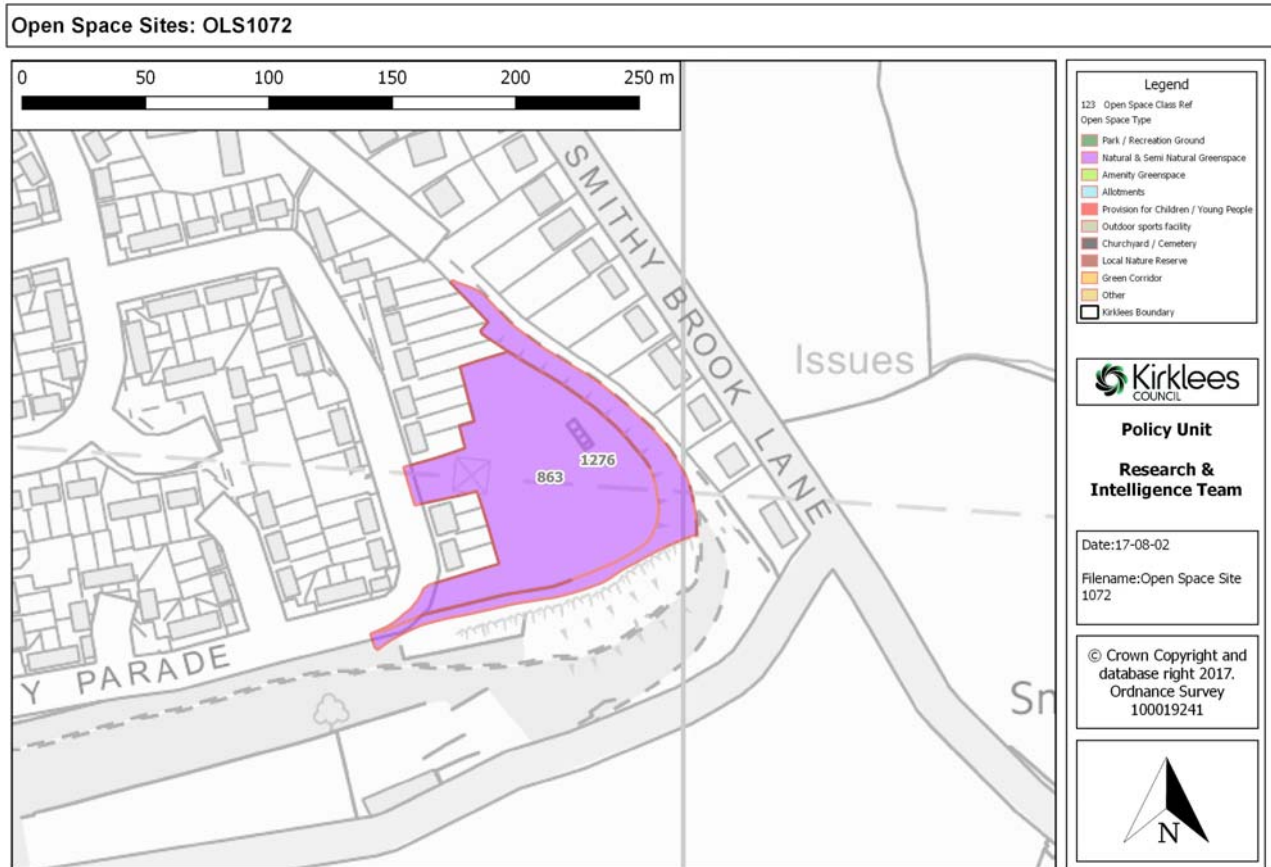 Open Space Sites: OLS1072
0 50 100 150 200 250 m
SMITHY BROOK LANE
Issues
1276
863
Y PARADE
Sn
Legend
123 Open Space Class Ref
Open Space Type
Park / Recreation Ground
Natural & Semi Natural Greenspace
Amenity Greenspace
Allotments
Provision for Children / Young People
Outdoor sports facility
Churchyard / Cemetery
Local Nature Reserve
Green Corridor
Other
Kirklees Boundary
Kirklees
COUNCIL
Policy Unit
Research &
Intelligence Team
Date:17-08-02
Filename:Open Space Site
1072
© Crown Copyright and
database right 2017.
Ordnance Survey
100019241
N